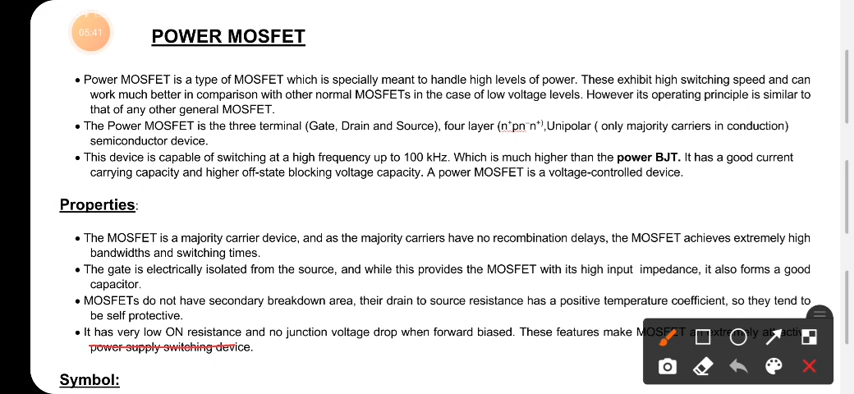 05:41
POWER MOSFET
• Power MOSFET is a type of MOSFET which is specially meant to handle high levels of power. These exhibit high switching speed and can
work much better in comparison with other normal MOSFETs in the case of low voltage levels. However its operating principle is similar to
that of any other general MOSFET.
• The Power MOSFET is the three terminal (Gate, Drain and Source), four layer (n⁺pn⁻n⁺⁾,Unipolar ( only majority carriers in conduction)
semiconductor device.
• This device is capable of switching at a high frequency up to 100 kHz. Which is much higher than the power BJT. It has a good current
carrying capacity and higher off-state blocking voltage capacity. A power MOSFET is a voltage-controlled device.
Properties:
• The MOSFET is a majority carrier device, and as the majority carriers have no recombination delays, the MOSFET achieves extremely high
bandwidths and switching times.
• The gate is electrically isolated from the source, and while this provides the MOSFET with its high input impedance, it also forms a good
capacitor.
• MOSFETs do not have secondary breakdown area, their drain to source resistance has a positive temperature coefficient, so they tend to
be self protective.
• It has very low ON resistance and no junction voltage drop when forward biased. These features make MOSFET an extremely attractive
power supply switching device.
Symbol: